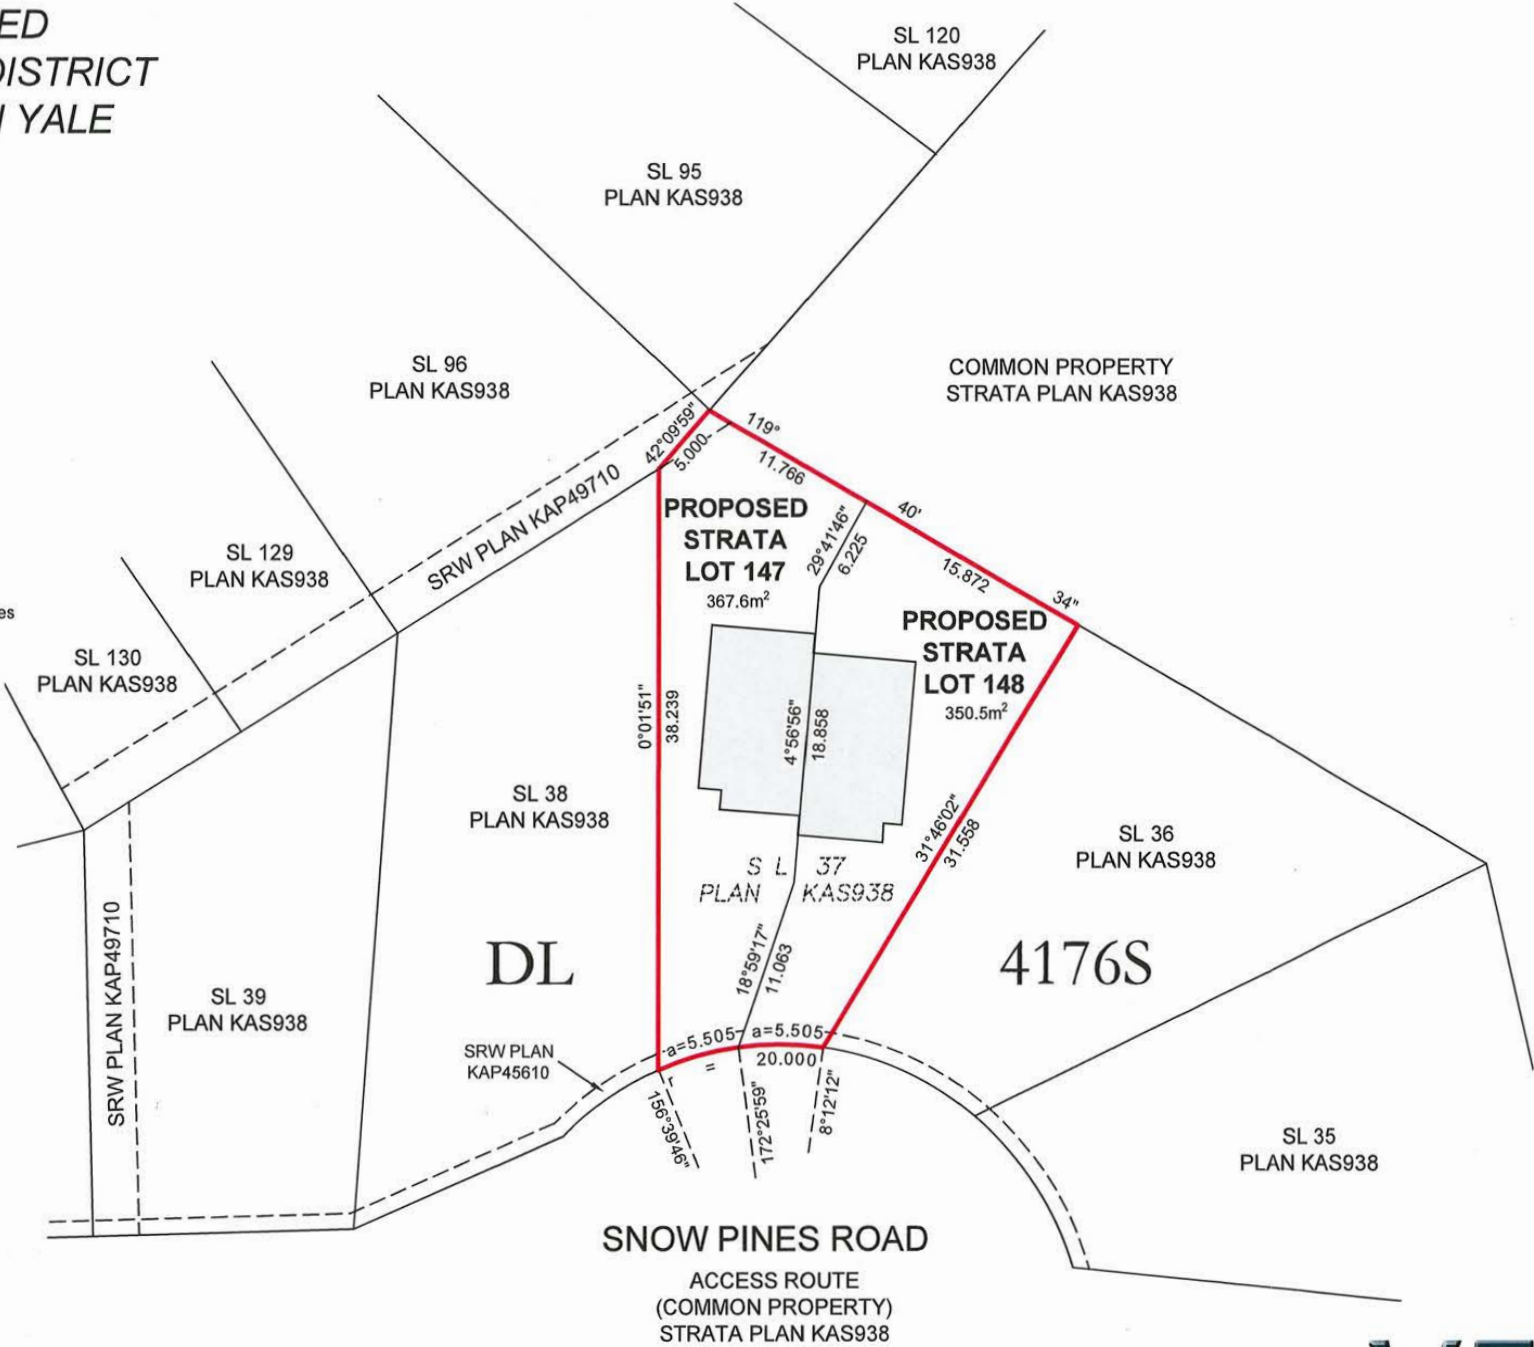 ED
DISTRICT
N YALE
SL 120
PLAN KAS938
SL 95
PLAN KAS938
SL 96
PLAN KAS938
COMMON PROPERTY
STRATA PLAN KAS938
42°09'59"
5.000
119°
11.766
40'
15.872
34"
SRW PLAN KAP49710
PROPOSED
STRATA
LOT 147
367.6m²
29°41'46"
6.225
SL 129
PLAN KAS938
es
SL 130
PLAN KAS938
PROPOSED
STRATA
LOT 148
350.5m²
0°01'51"
38.239
4°56'56"
18.858
SL 38
PLAN KAS938
31°46'02"
31.558
SL 36
PLAN KAS938
S L 37
PLAN KAS938
DL
4176S
18°59'17"
11.063
SRW PLAN KAP49710
SL 39
PLAN KAS938
SRW PLAN
KAP45610
a=5.505
a=5.505
r = 20.000
156°39'46"
172°25'59"
8°12'12"
SL 35
PLAN KAS938
SNOW PINES ROAD
ACCESS ROUTE
(COMMON PROPERTY)
STRATA PLAN KAS938